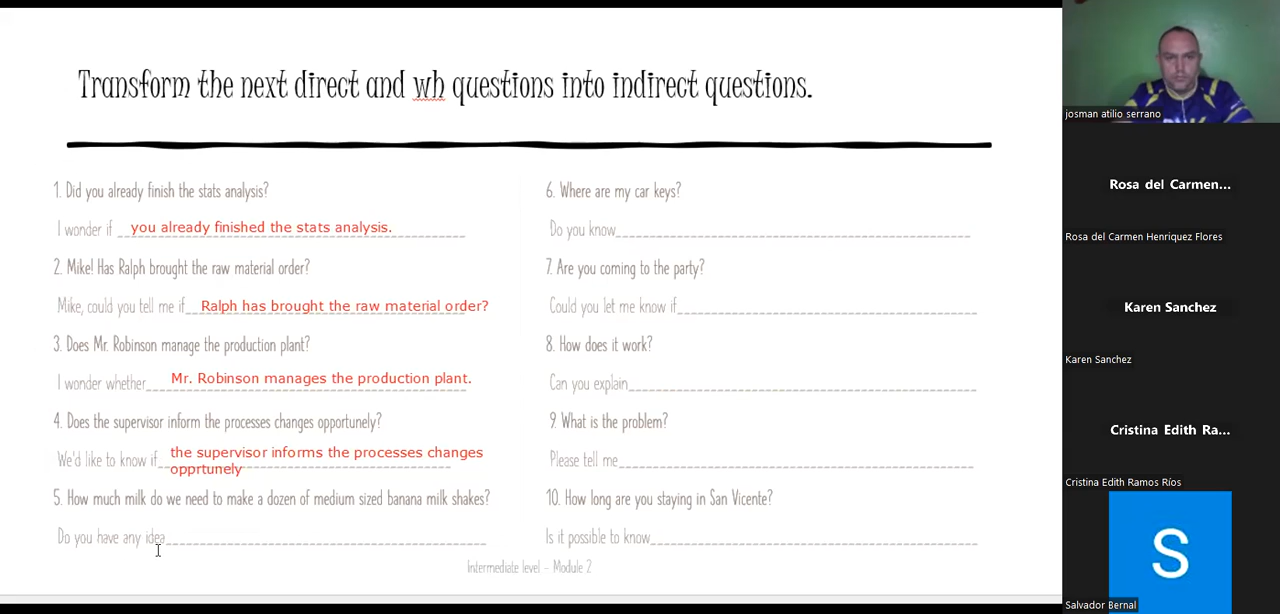 Transform the next direct and wh questions into indirect questions.
1. Did you already finish the stats analysis?
I wonder if you already finished the stats analysis.
2. Mike! Has Ralph brought the raw material order?
Mike, could you tell me if Ralph has brought the raw material order?
3. Does Mr. Robinson manage the production plant?
I wonder whether Mr. Robinson manages the production plant.
4. Does the supervisor inform the processes changes opportunely?
We'd like to know if the supervisor informs the processes changes
opprtunely
5. How much milk do we need to make a dozen of medium sized banana milk shakes?
Do you have any idea
6. Where are my car keys?
Do you know
7. Are you coming to the party?
Could you let me know if
8. How does it work?
Can you explain
9. What is the problem?
Please tell me
10. How long are you staying in San Vicente?
Is it possible to know
Intermediate level - Module 2
josman atilio serrano
Rosa del Carmen...
Rosa del Carmen Henriquez Flores
Karen Sanchez
Karen Sanchez
Cristina Edith Ra...
Cristina Edith Ramos Ríos
S
Salvador Bernal